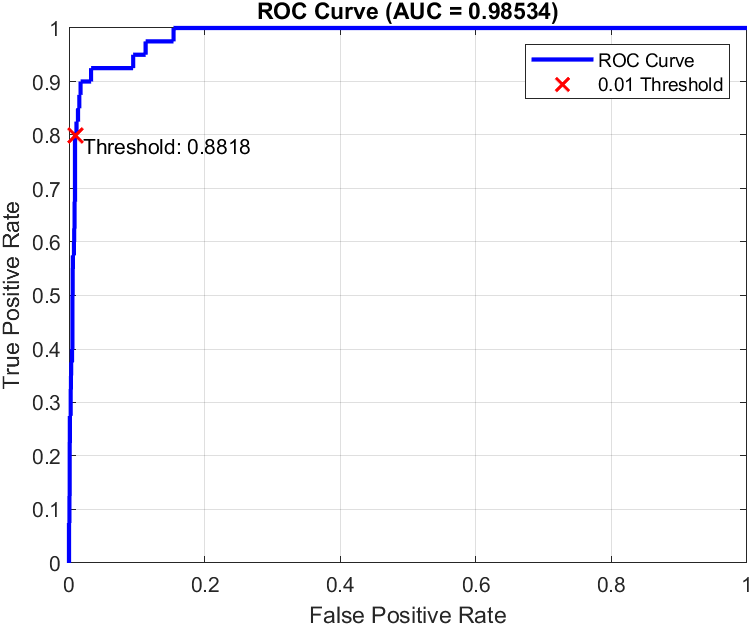 ROC Curve (AUC = 0.98534)
1
0.9
0.8
0.7
0.6
0.5
0.4
0.3
0.2
0.1
0
True Positive Rate
ROC Curve
0.01 Threshold
Threshold: 0.8818
0 0.2 0.4 0.6 0.8 1
False Positive Rate